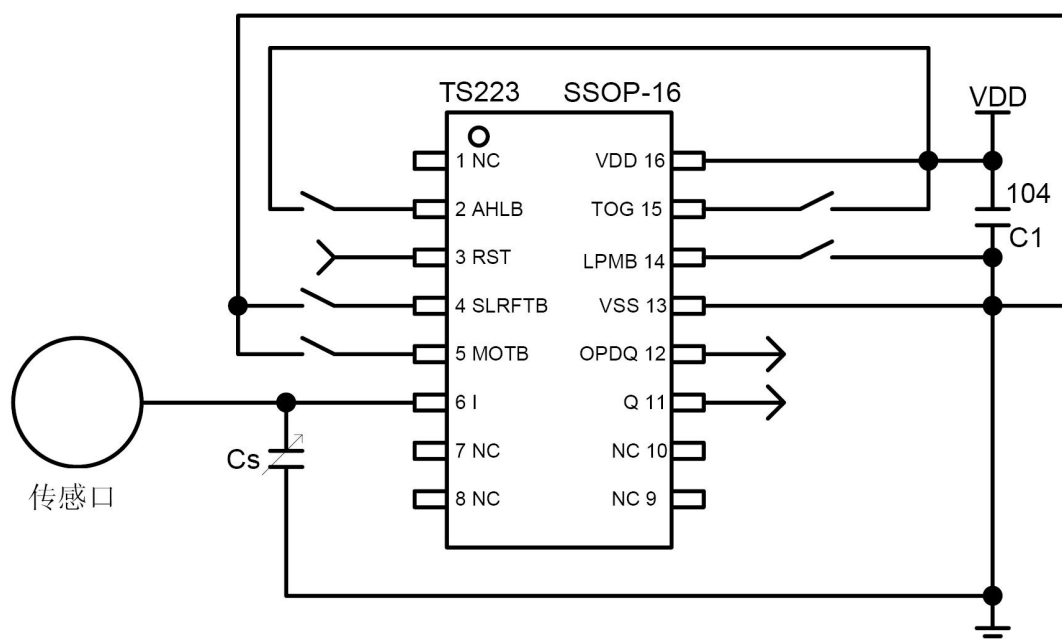 TS223 SSOP-16
VDD
1 NC
VDD 16
2 AHLB
TOG 15
104
3 RST
LPMB 14
C1
4 SLRFTB
VSS 13
5 MOTB
OPDQ 12
6 I
Q 11
Cs
7 NC
NC 10
传感口
8 NC
NC 9